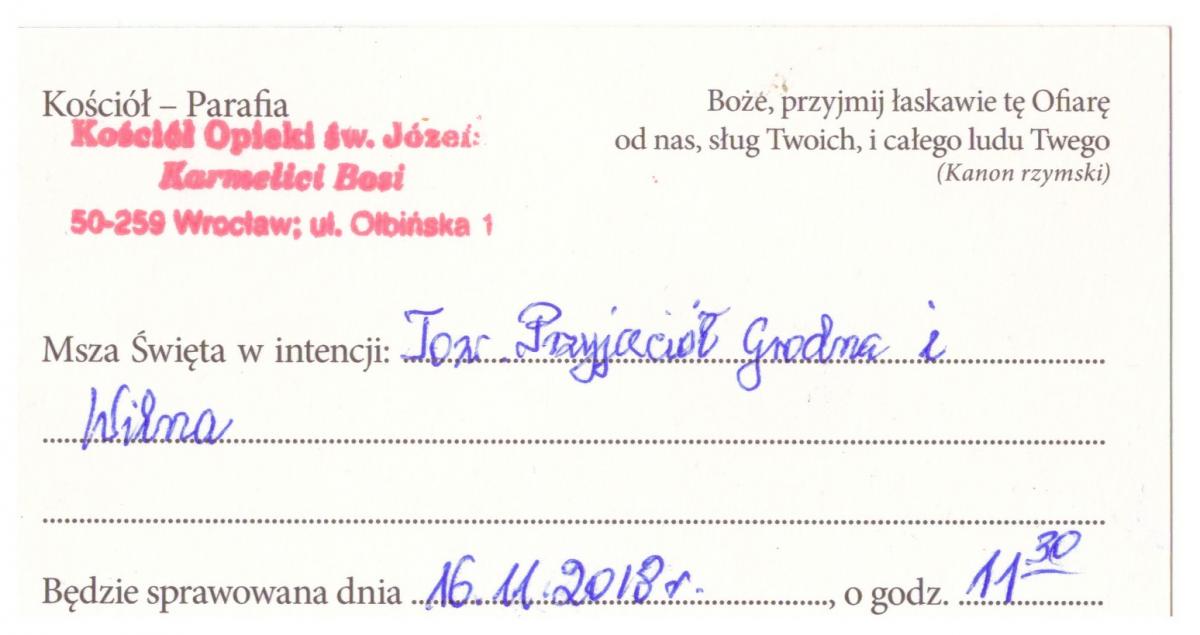 Kościół – Parafia
Kościół Opieki św. Józef
Karmelici Bosi
50-259 Wrocław; ul. Ołbińska 1
Boże, przyjmij łaskawie tę Ofiarę
od nas, sług Twoich, i całego ludu Twego
(Kanon rzymski)
Msza Święta w intencji: Tow. Przyjaciół Grodna i
Wilna
Będzie sprawowana dnia 16.11.2018 r. , o godz. 11 30